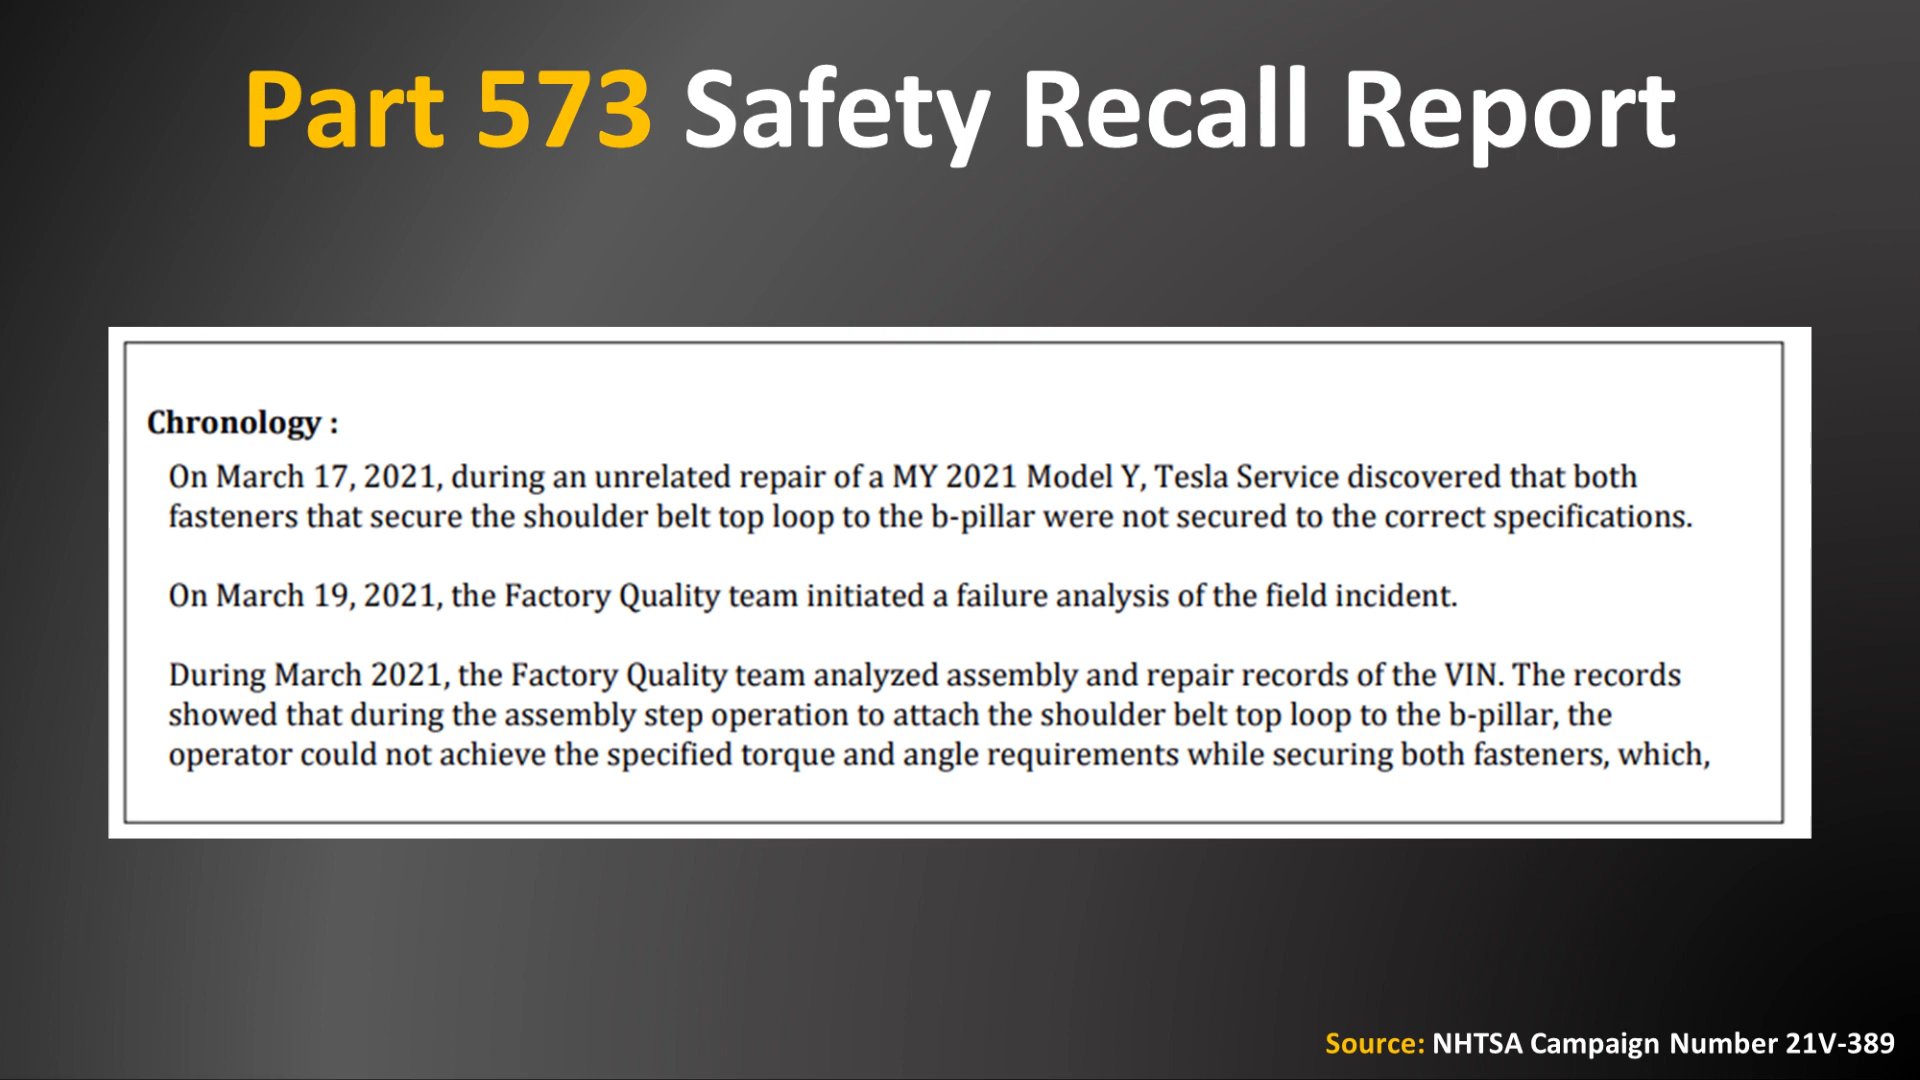 Part 573 Safety Recall Report
Chronology :
On March 17, 2021, during an unrelated repair of a MY 2021 Model Y, Tesla Service discovered that both
fasteners that secure the shoulder belt top loop to the b-pillar were not secured to the correct specifications.
On March 19, 2021, the Factory Quality team initiated a failure analysis of the field incident.
During March 2021, the Factory Quality team analyzed assembly and repair records of the VIN. The records
showed that during the assembly step operation to attach the shoulder belt top loop to the b-pillar, the
operator could not achieve the specified torque and angle requirements while securing both fasteners, which,
Source: NHTSA Campaign Number 21V-389